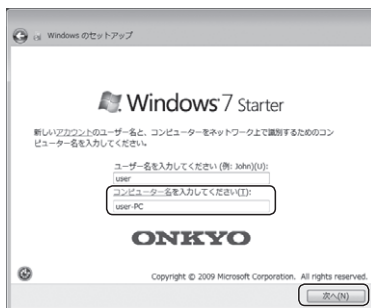 Windows のセットアップ
Windows 7 Starter
新しいアカウントのユーザー名と、コンピューターをネットワーク上で識別するためのコン
ピューター名を入力してください。
ユーザー名を入力してください (例: John)(U):
user
コンピューター名を入力してください(T):
user-PC
ONKYO
Copyright © 2009 Microsoft Corporation. All rights reserved.
次へ(N)